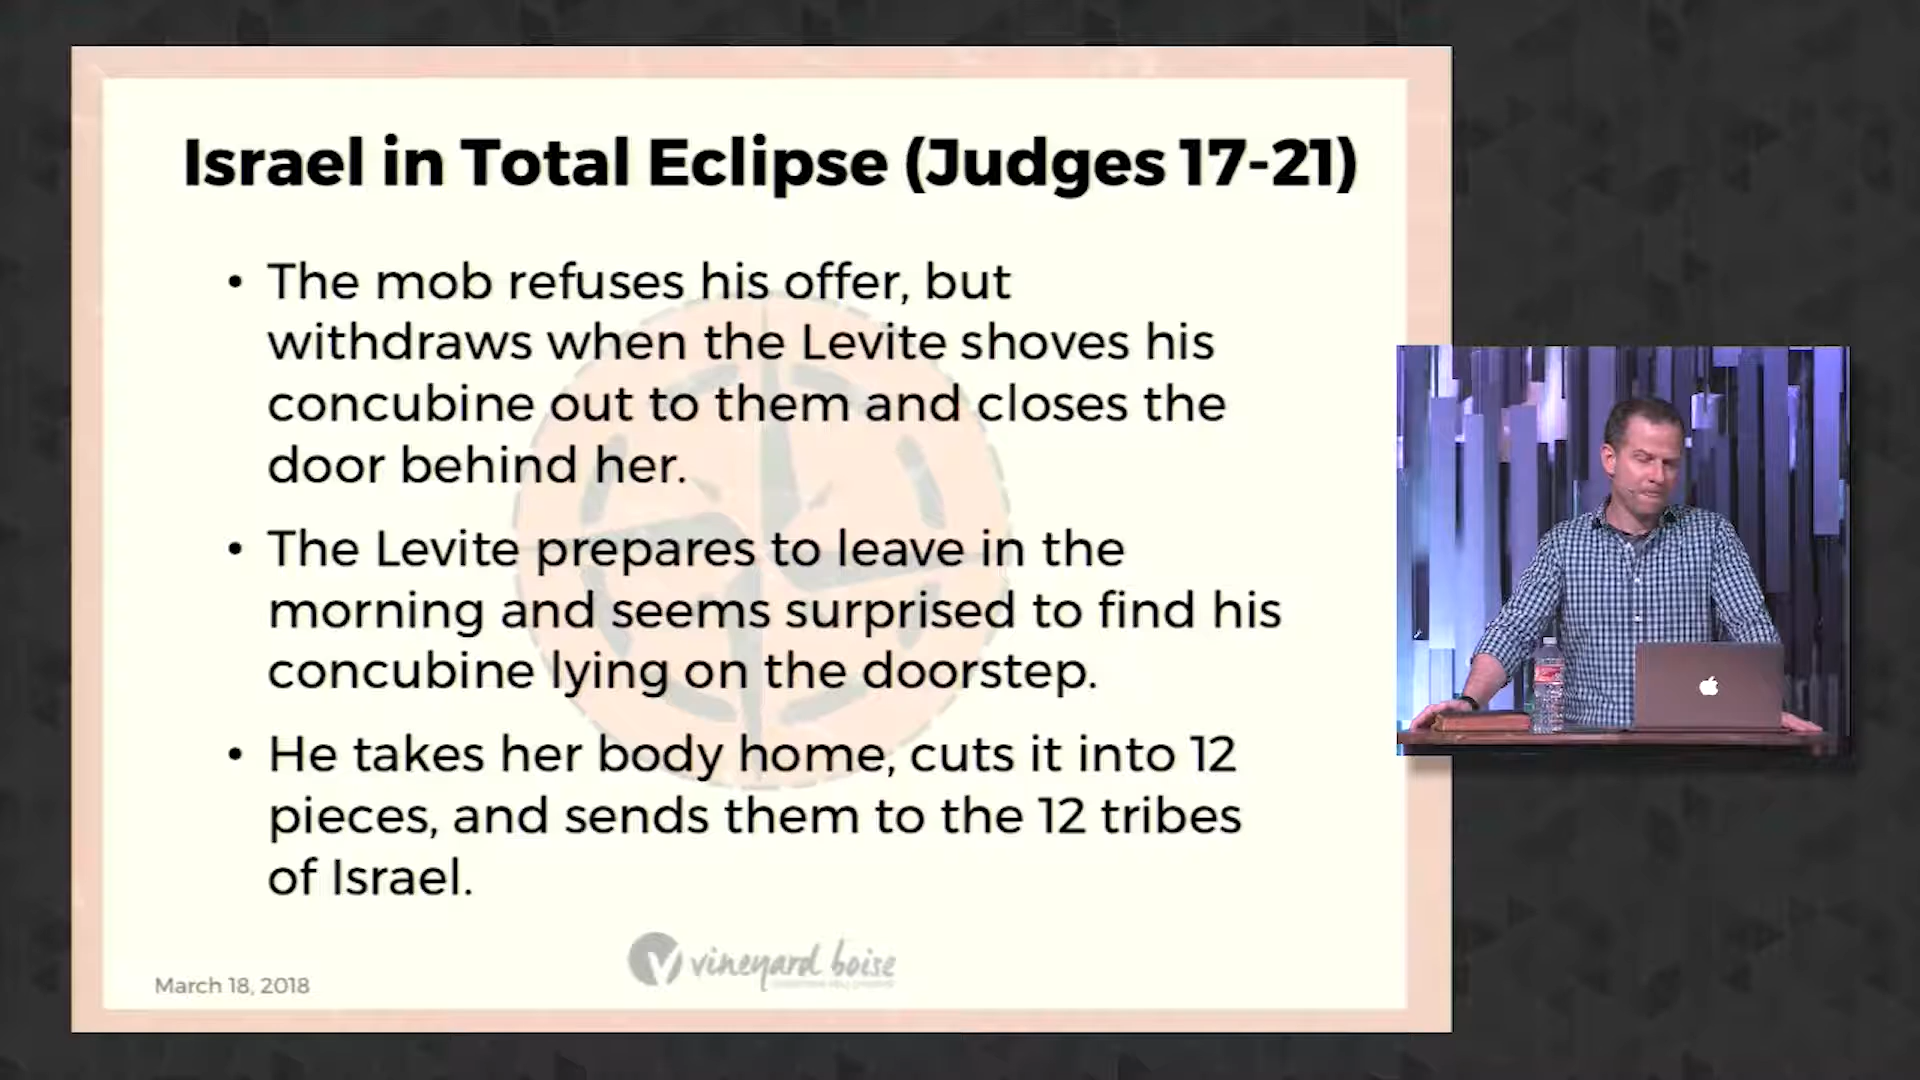 Israel in Total Eclipse (Judges 17-21)
• The mob refuses his offer, but
withdraws when the Levite shoves his
concubine out to them and closes the
door behind her.
• The Levite prepares to leave in the
morning and seems surprised to find his
concubine lying on the doorstep.
• He takes her body home, cuts it into 12
pieces, and sends them to the 12 tribes
of Israel.
vineyard boise
March 18, 2018